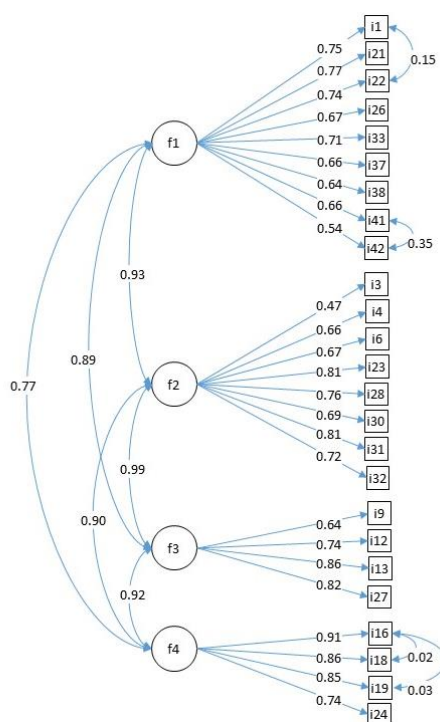 i1
0.75
i21
0.77
0.15
i22
0.74
i26
0.67
f1
0.71
i33
0.66
i37
0.64
i38
0.66
i41
0.54
0.35
i42
0.93
i3
0.47
i4
0.66
i6
0.67
0.89
i23
0.81
0.77
f2
0.76
i28
0.69
i30
0.81
i31
0.72
0.99
i32
0.90
i9
0.64
i12
0.74
f3
0.86
i13
0.82
i27
0.92
i16
0.91
f4
0.86
i18
0.02
0.85
i19
0.03
0.74
i24